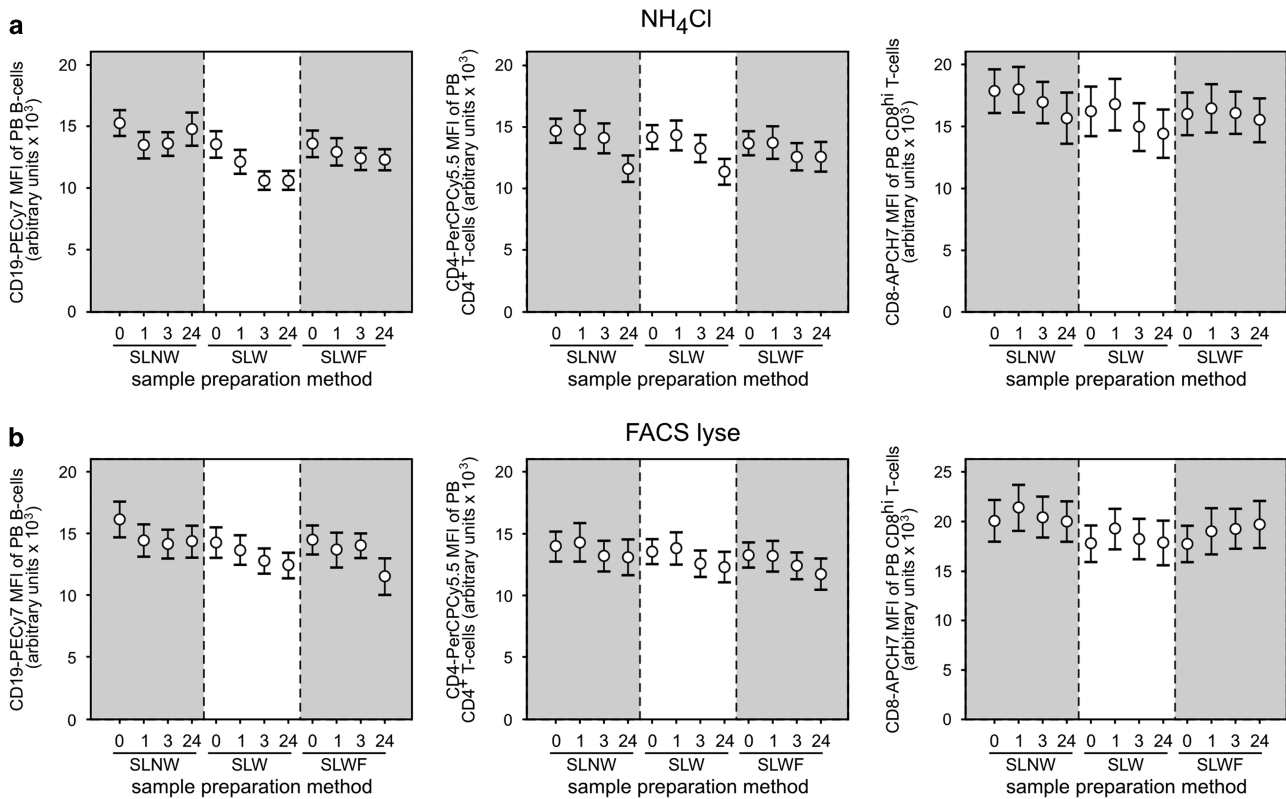 a
NH4Cl
CD19-PECy7 MFI of PB B-cells
(arbitrary units x 10³)
20
15
10
5
0
0 1 3 24 0 1 3 24 0 1 3 24
SLNW SLW SLWF
sample preparation method
CD4-PerCPCy5.5 MFI of PB
CD4⁺ T-cells (arbitrary units x 10³)
20
15
10
5
0
0 1 3 24 0 1 3 24 0 1 3 24
SLNW SLW SLWF
sample preparation method
CD8-APCH7 MFI of PB CD8hi T-cells
(arbitrary units x 10³)
20
15
10
5
0
0 1 3 24 0 1 3 24 0 1 3 24
SLNW SLW SLWF
sample preparation method
b
FACS lyse
CD19-PECy7 MFI of PB B-cells
(arbitrary units x 10³)
20
15
10
5
0
0 1 3 24 0 1 3 24 0 1 3 24
SLNW SLW SLWF
sample preparation method
CD4-PerCPCy5.5 MFI of PB
CD4⁺ T-cells (arbitrary units x 10³)
20
15
10
5
0
0 1 3 24 0 1 3 24 0 1 3 24
SLNW SLW SLWF
sample preparation method
CD8-APCH7 MFI of PB CD8hi T-cells
(arbitrary units x 10³)
25
20
15
10
5
0
0 1 3 24 0 1 3 24 0 1 3 24
SLNW SLW SLWF
sample preparation method